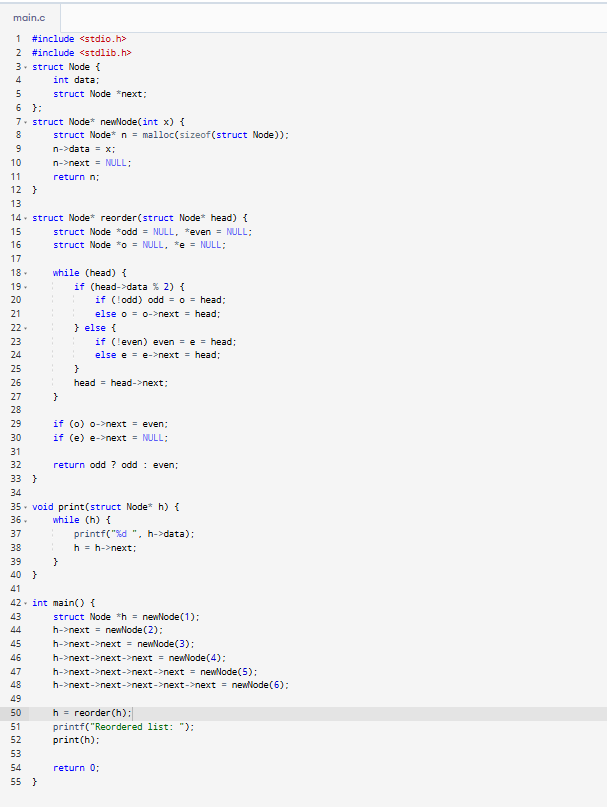 main.c
1 #include <stdio.h>
2 #include <stdlib.h>
3 struct Node {
4     int data;
5     struct Node *next;
6 };
7 struct Node* newNode(int x) {
8     struct Node* n = malloc(sizeof(struct Node));
9     n->data = x;
10     n->next = NULL;
11     return n;
12 }
13
14 struct Node* reorder(struct Node* head) {
15     struct Node *odd = NULL, *even = NULL;
16     struct Node *o = NULL, *e = NULL;
17
18     while (head) {
19         if (head->data % 2) {
20             if (!odd) odd = o = head;
21             else o = o->next = head;
22         } else {
23             if (!even) even = e = head;
24             else e = e->next = head;
25         }
26         head = head->next;
27     }
28
29     if (o) o->next = even;
30     if (e) e->next = NULL;
31
32     return odd ? odd : even;
33 }
34
35 void print(struct Node* h) {
36     while (h) {
37         printf("%d ", h->data);
38         h = h->next;
39     }
40 }
41
42 int main() {
43     struct Node *h = newNode(1);
44     h->next = newNode(2);
45     h->next->next = newNode(3);
46     h->next->next->next = newNode(4);
47     h->next->next->next->next = newNode(5);
48     h->next->next->next->next->next = newNode(6);
49
50     h = reorder(h);
51     printf("Reordered list: ");
52     print(h);
53
54     return 0;
55 }